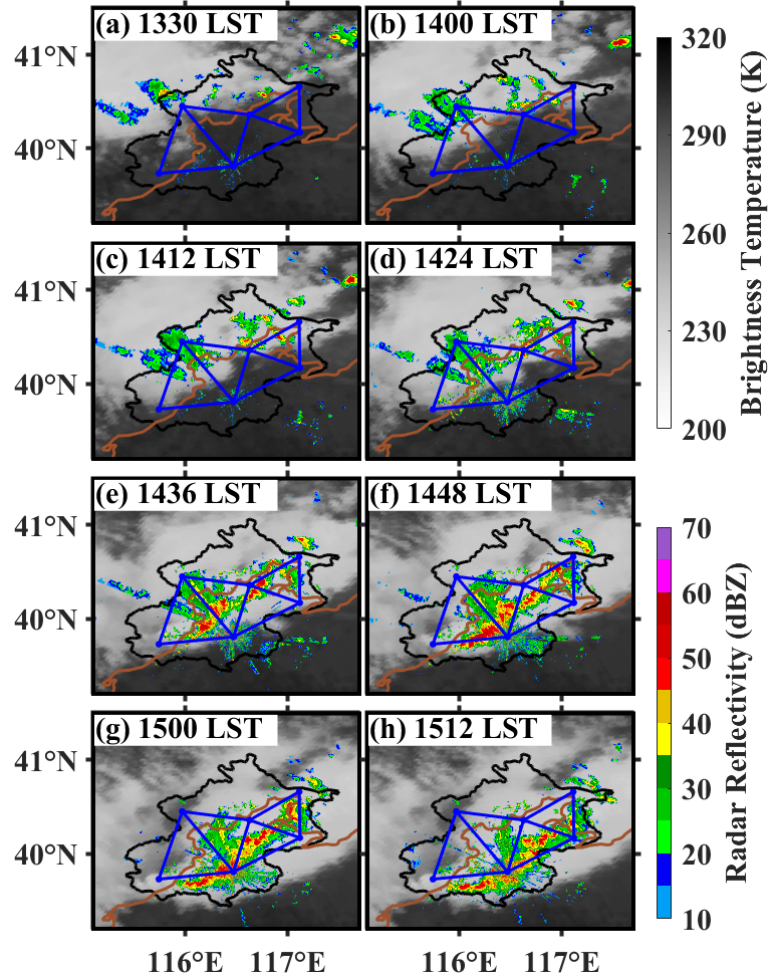 (a) 1330 LST
(b) 1400 LST
41°N
40°N
(c) 1412 LST
(d) 1424 LST
41°N
40°N
(e) 1436 LST
(f) 1448 LST
41°N
40°N
(g) 1500 LST
(h) 1512 LST
41°N
40°N
116°E
117°E
116°E
117°E
320
290
260
230
200
Brightness Temperature (K)
70
60
50
40
30
20
10
Radar Reflectivity (dBZ)